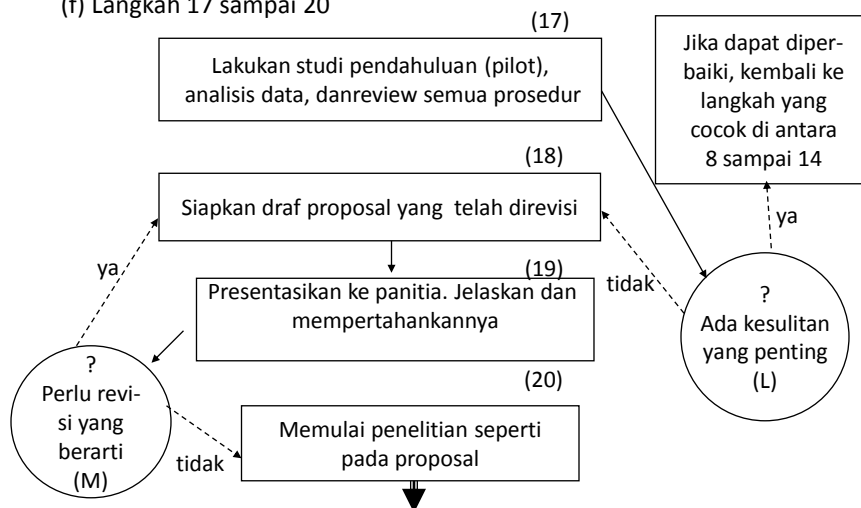 (f) Langkah 17 sampai 20
(17)
Lakukan studi pendahuluan (pilot),
analisis data, danreview semua prosedur
Jika dapat diper-
baiki, kembali ke
langkah yang
cocok di antara
8 sampai 14
(18)
Siapkan draf proposal yang telah direvisi
ya
ya
(19)
tidak
Presentasikan ke panitia. Jelaskan dan
mempertahankannya
?
Ada kesulitan
yang penting
(L)
?
Perlu revi-
si yang
berarti
(M)
(20)
tidak
Memulai penelitian seperti
pada proposal